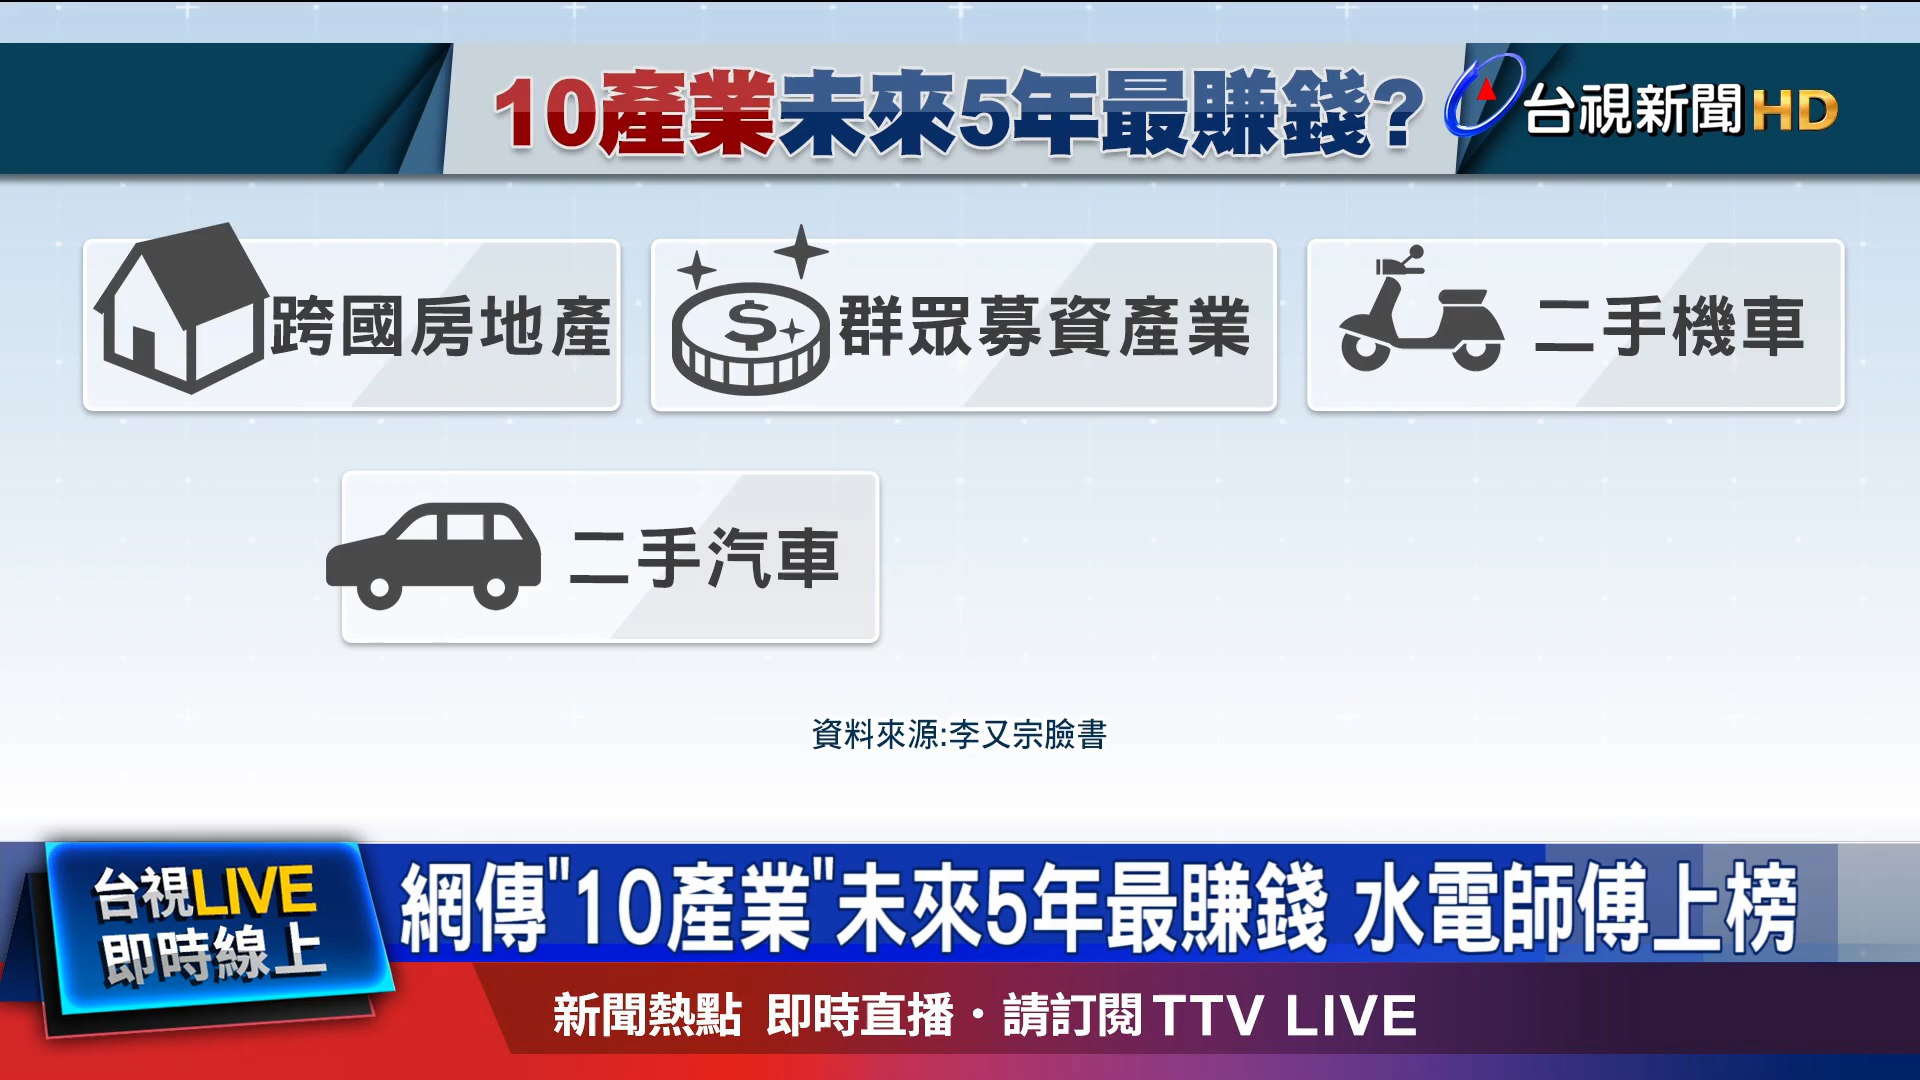 10產業未來5年最賺錢?
台視新聞HD
跨國房地產
群眾募資產業
二手機車
二手汽車
資料來源:李又宗臉書
台視LIVE
即時線上
網傳"10產業"未來5年最賺錢 水電師傅上榜
新聞熱點 即時直播·請訂閱TTV LIVE